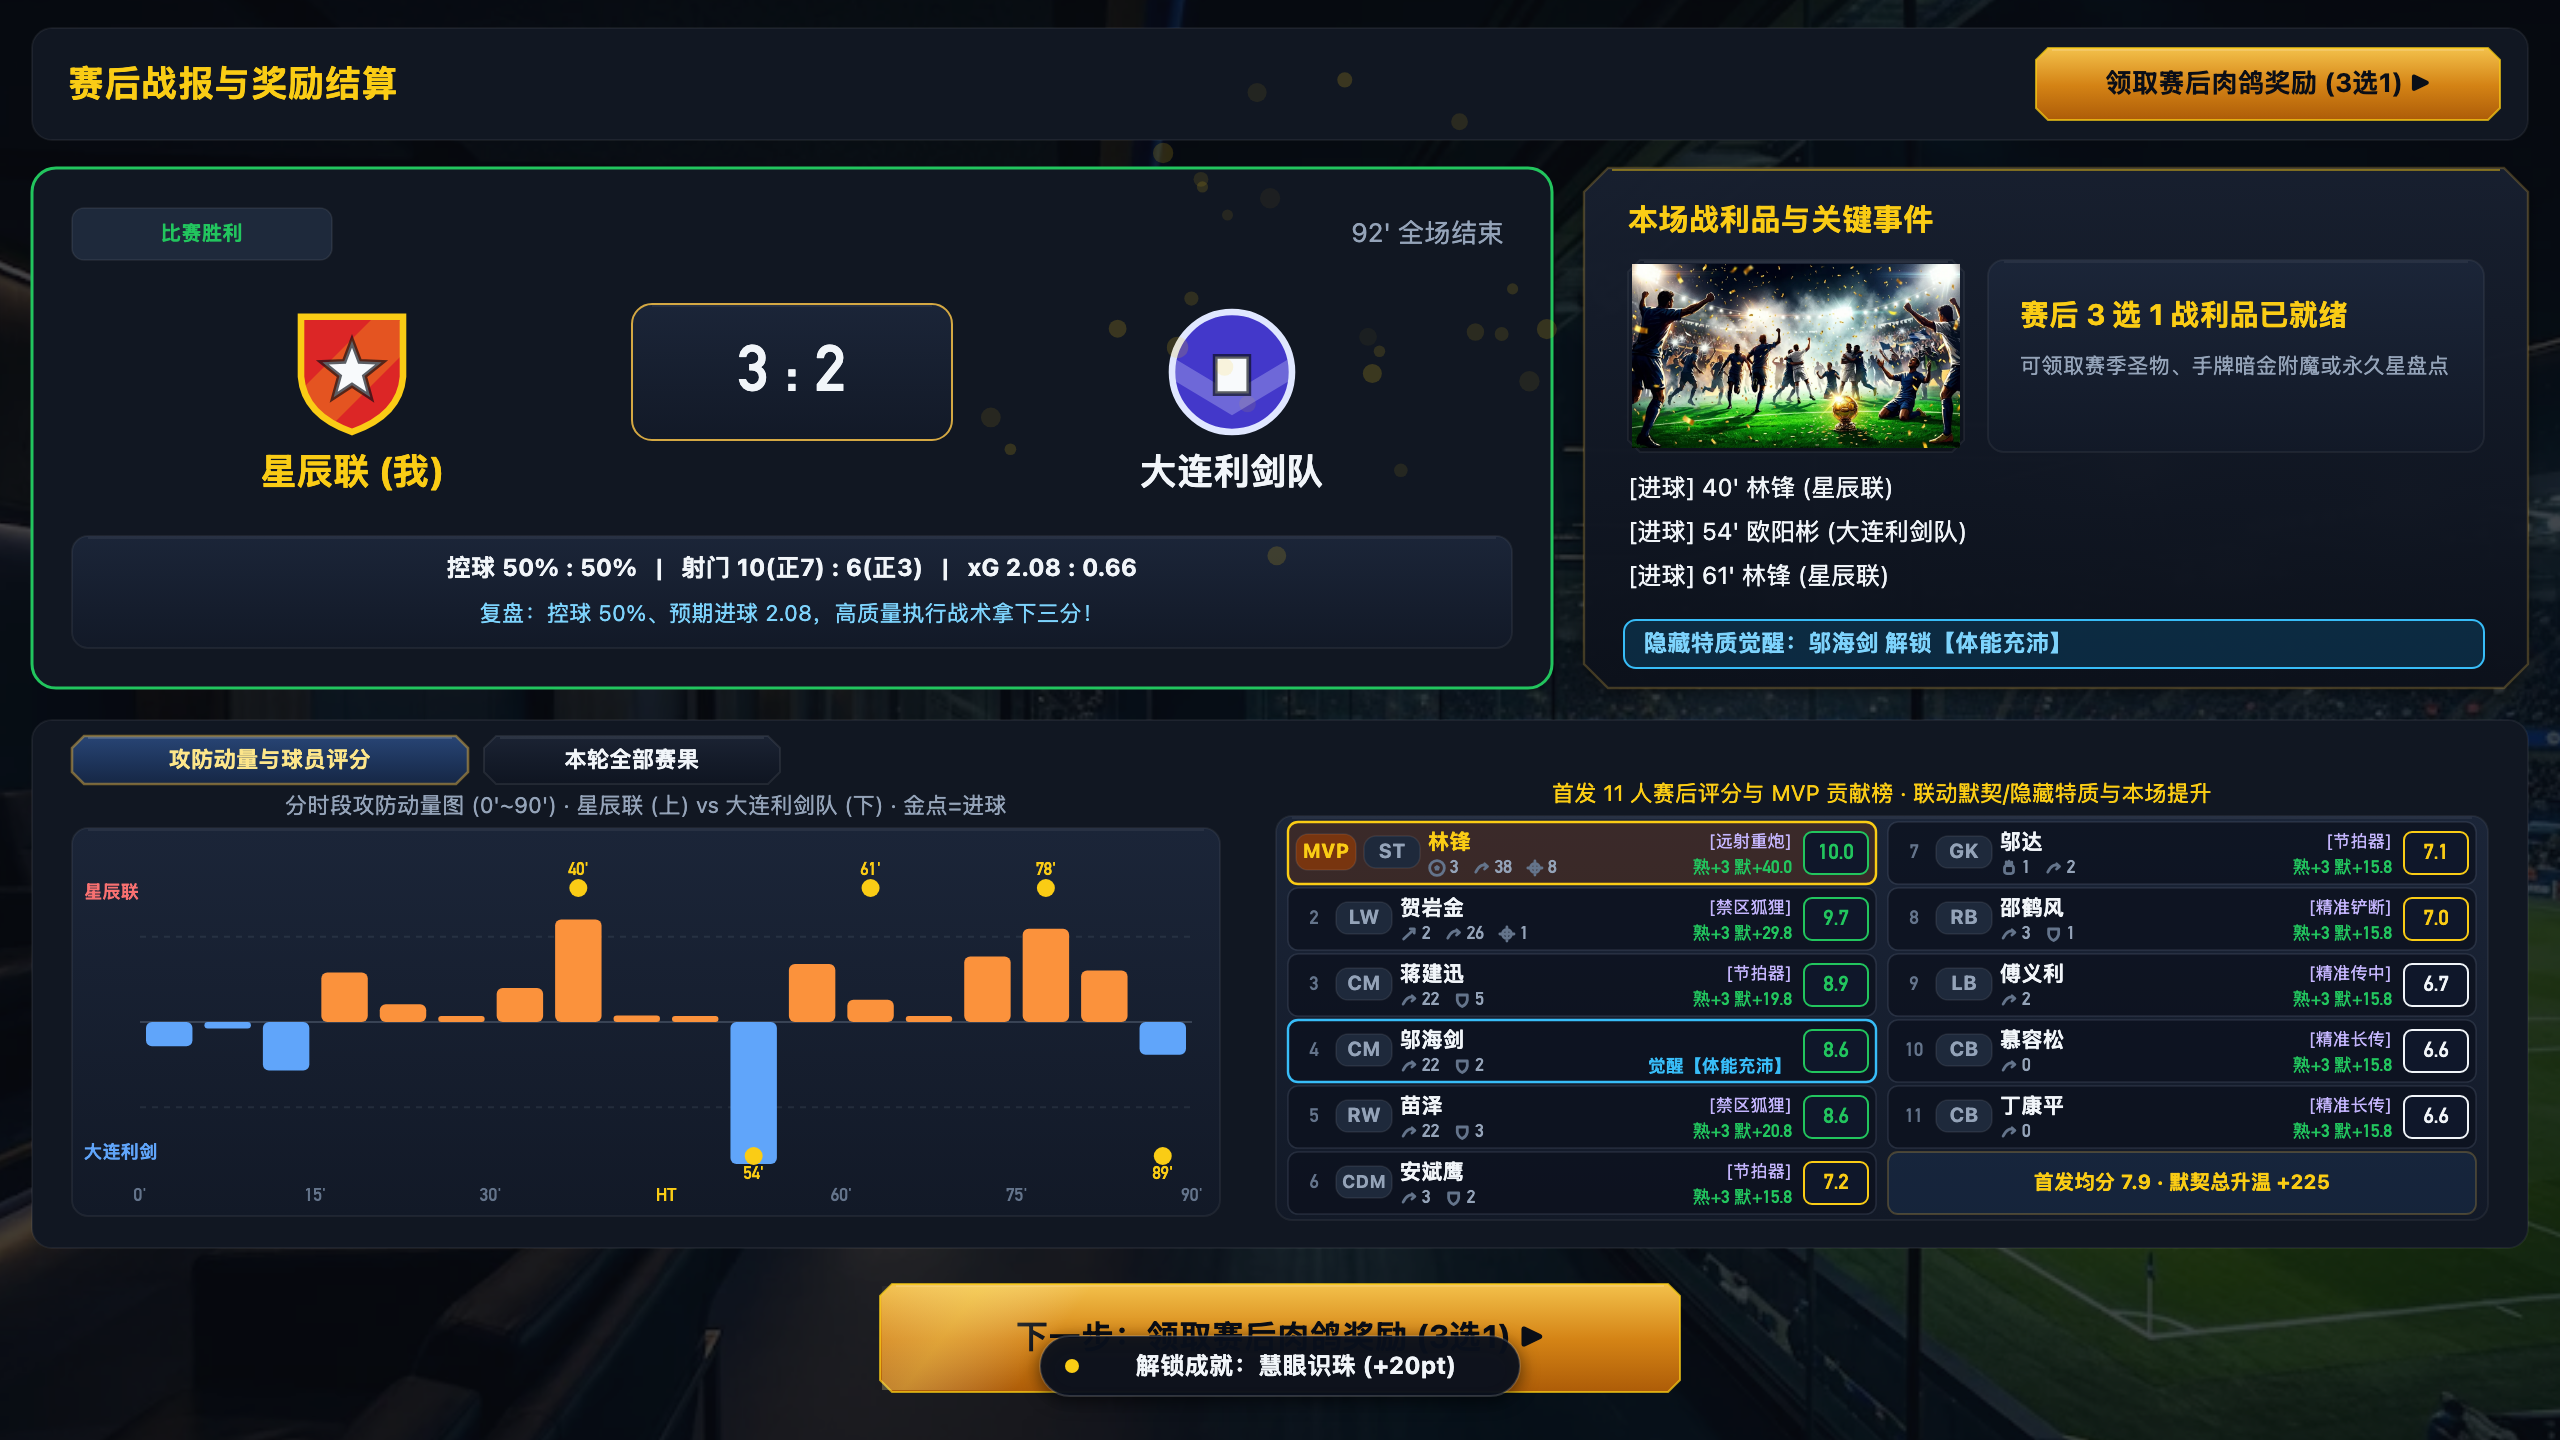 赛后战报与奖励结算
领取赛后肉鸽奖励 (3选1) ▶
比赛胜利
92' 全场结束
3 : 2
星辰联 (我)
大连利剑队
控球 50% : 50% | 射门 10(正7) : 6(正3) | xG 2.08 : 0.66
复盘：控球 50%、预期进球 2.08，高质量执行战术拿下三分！
本场战利品与关键事件
赛后 3 选 1 战利品已就绪
可领取赛季圣物、手牌暗金附魔或永久星盘点
[进球] 40' 林锋 (星辰联)
[进球] 54' 欧阳彬 (大连利剑队)
[进球] 61' 林锋 (星辰联)
隐藏特质觉醒：邬海剑 解锁【体能充沛】
攻防动量与球员评分
本轮全部赛果
分时段攻防动量图 (0'~90') · 星辰联 (上) vs 大连利剑队 (下) · 金点=进球
40'
61'
78'
星辰联
大连利剑
54'
89'
0'
15'
30'
HT
60'
75'
90'
首发 11 人赛后评分与 MVP 贡献榜 · 联动默契/隐藏特质与本场提升
MVP ST 林锋 [远射重炮] 10.0
3 38 8 熟+3 默+40.0
2 LW 贺岩金 [禁区狐狸] 9.7
2 26 1 熟+3 默+29.8
3 CM 蒋建迅 [节拍器] 8.9
22 5 熟+3 默+19.8
4 CM 邬海剑 8.6
22 2 觉醒【体能充沛】
5 RW 苗泽 [禁区狐狸] 8.6
22 3 熟+3 默+20.8
6 CDM 安斌鹰 [节拍器] 7.2
3 2 熟+3 默+15.8
7 GK 邬达 [节拍器] 7.1
1 2 熟+3 默+15.8
8 RB 邵鹤风 [精准铲断] 7.0
3 1 熟+3 默+15.8
9 LB 傅义利 [精准传中] 6.7
2 熟+3 默+15.8
10 CB 慕容松 [精准长传] 6.6
0 熟+3 默+15.8
11 CB 丁康平 [精准长传] 6.6
0 熟+3 默+15.8
首发均分 7.9 · 默契总升温 +225
下一步：领取赛后肉鸽奖励 (3选1) ▶
解锁成就：慧眼识珠 (+20pt)